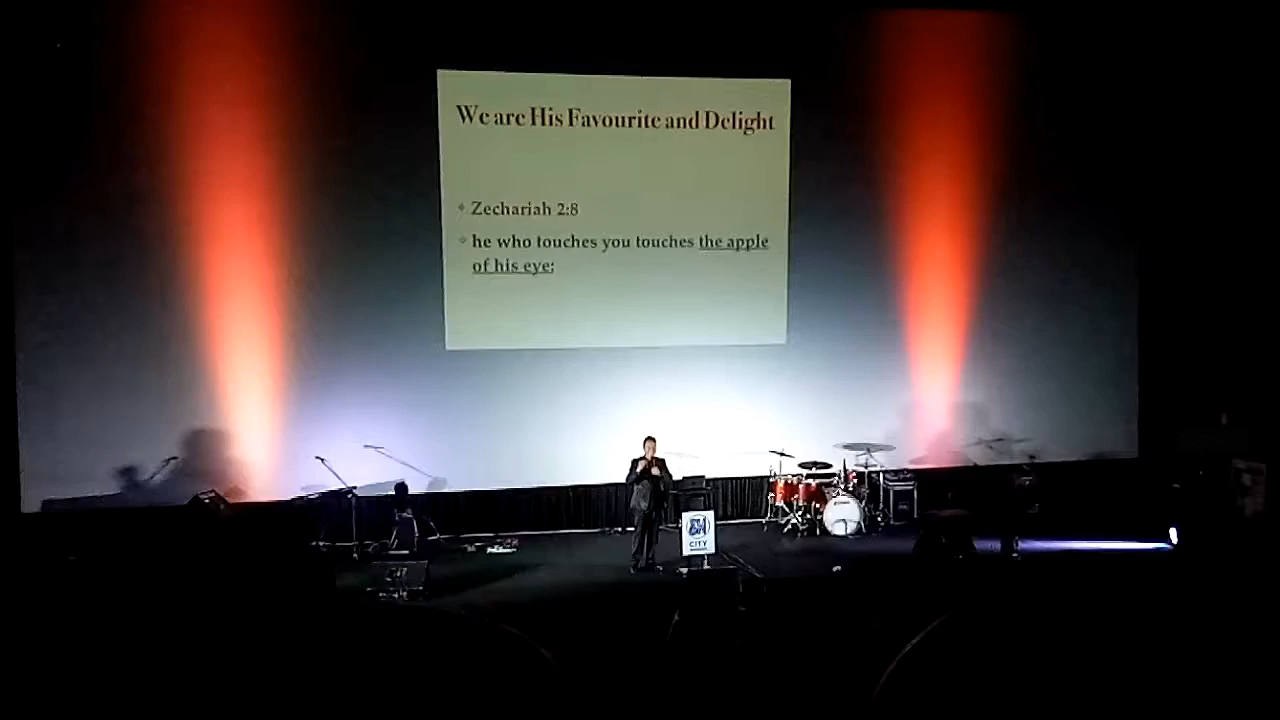 We are His Favourite and Delight
Zechariah 2:8
he who touches you touches the apple
of his eye;
SM
CITY